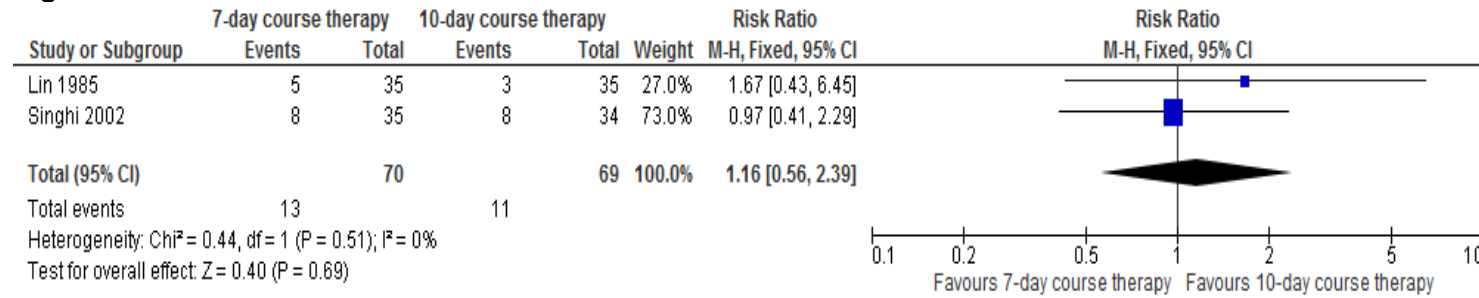 7-day course therapy 10-day course therapy Risk Ratio Risk Ratio
Study or Subgroup Events Total Events Total Weight M-H, Fixed, 95% CI M-H, Fixed, 95% CI
Lin 1985 5 35 3 35 27.0% 1.67 [0.43, 6.45]
Singhi 2002 8 35 8 34 73.0% 0.97 [0.41, 2.29]
Total (95% CI) 70 69 100.0% 1.16 [0.56, 2.39]
Total events 13 11
Heterogeneity: Chi² = 0.44, df = 1 (P = 0.51); I² = 0%
Test for overall effect: Z = 0.40 (P = 0.69)
0.1 0.2 0.5 1 2 5 10
Favours 7-day course therapy Favours 10-day course therapy